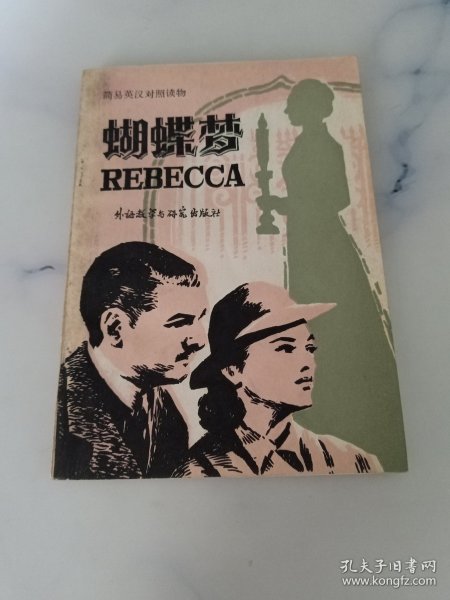 简易英汉对照读物
蝴蝶梦
REBECCA
外语教学与研究出版社
孔夫子旧书网
www.kongfz.com